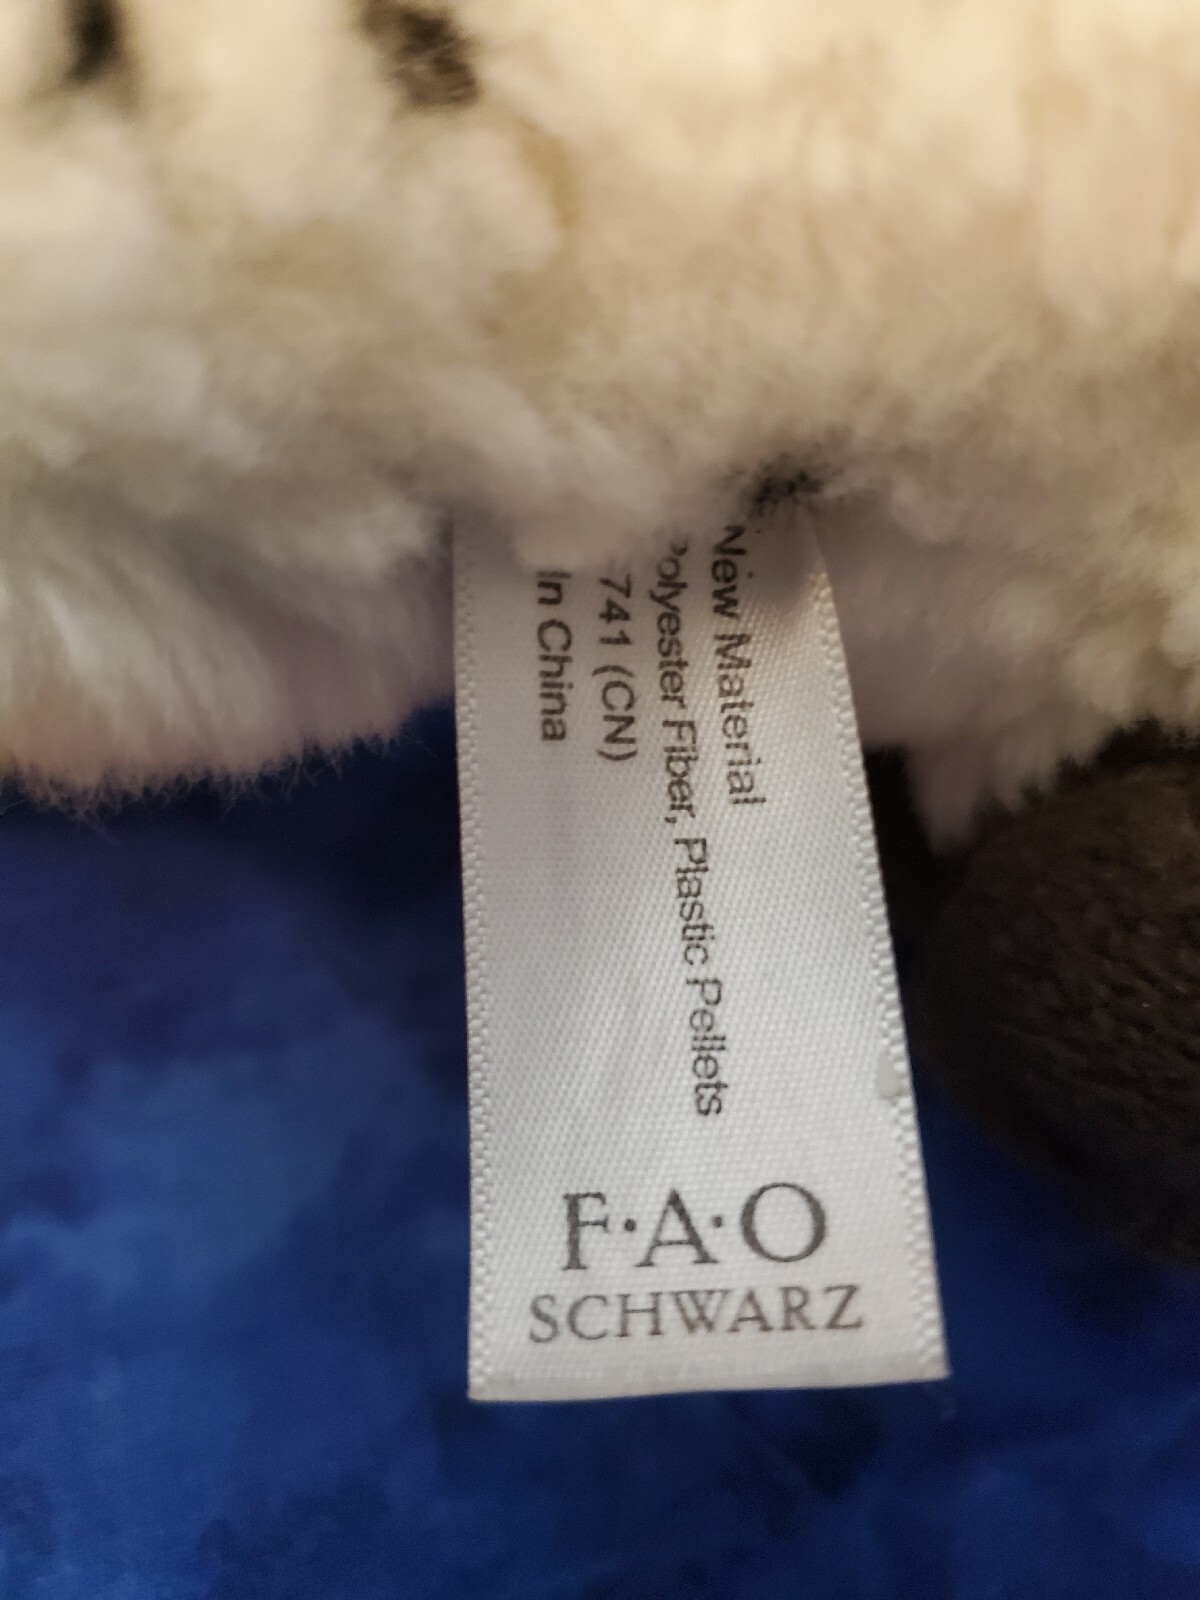 New Material
Polyester Fiber, Plastic Pellets
741 (CN)
In China
F·A·O
SCHWARZ